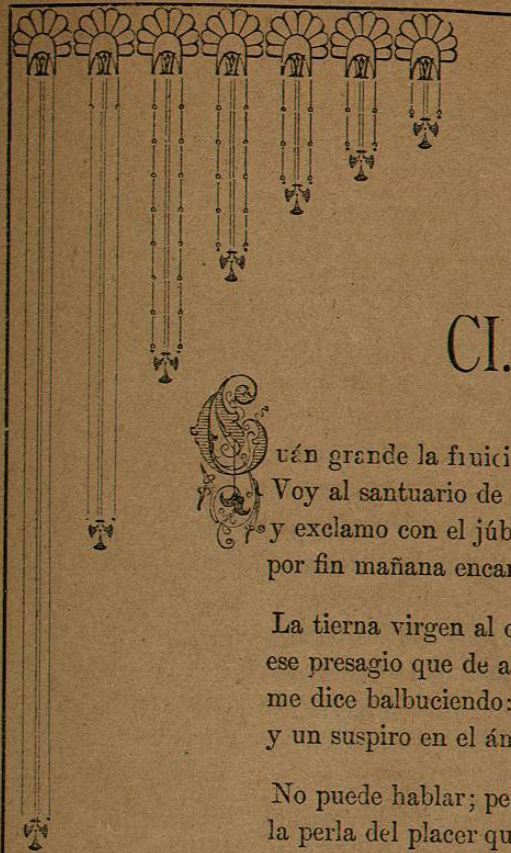 CI.
Cuán grande la fruici
Voy al santuario de
y exclamo con el júb
por fin mañana encar
La tierna virgen al
ese presagio que de a
me dice balbuciendo:
y un suspiro en el án
No puede hablar; pe
la perla del placer qu